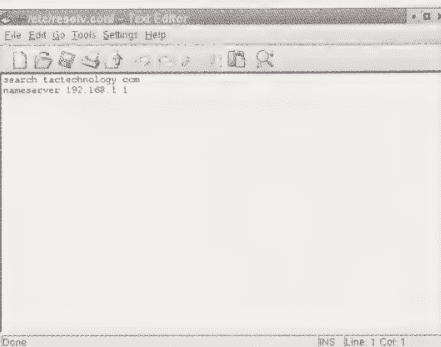 /etc/resolv.conf - Text Editor
File Edit Go Tools Settings Help
search tactechnology com
nameserver 192.168.1 1
Done INS Line: 1 Col: 1